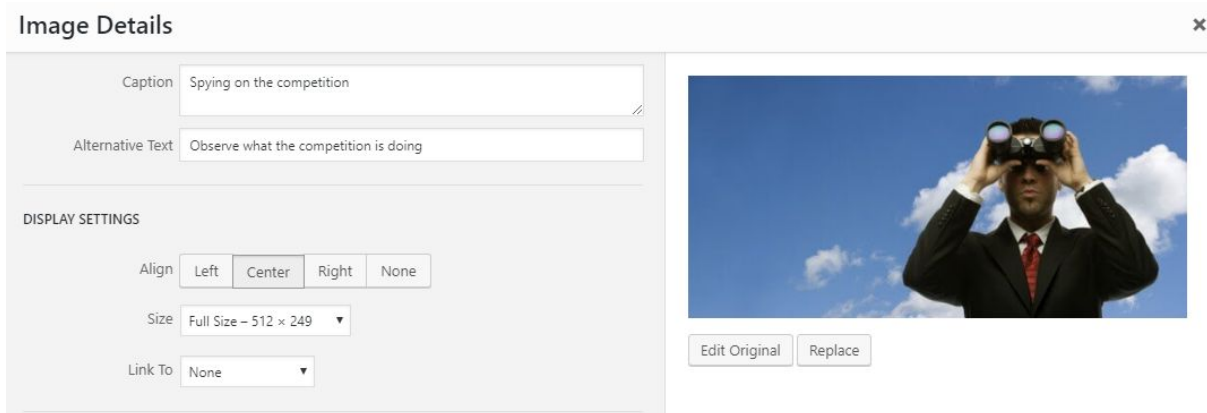 Image Details
Caption Spying on the competition
Alternative Text Observe what the competition is doing
DISPLAY SETTINGS
Align Left Center Right None
Size Full Size – 512 × 249
Link To None
Edit Original Replace